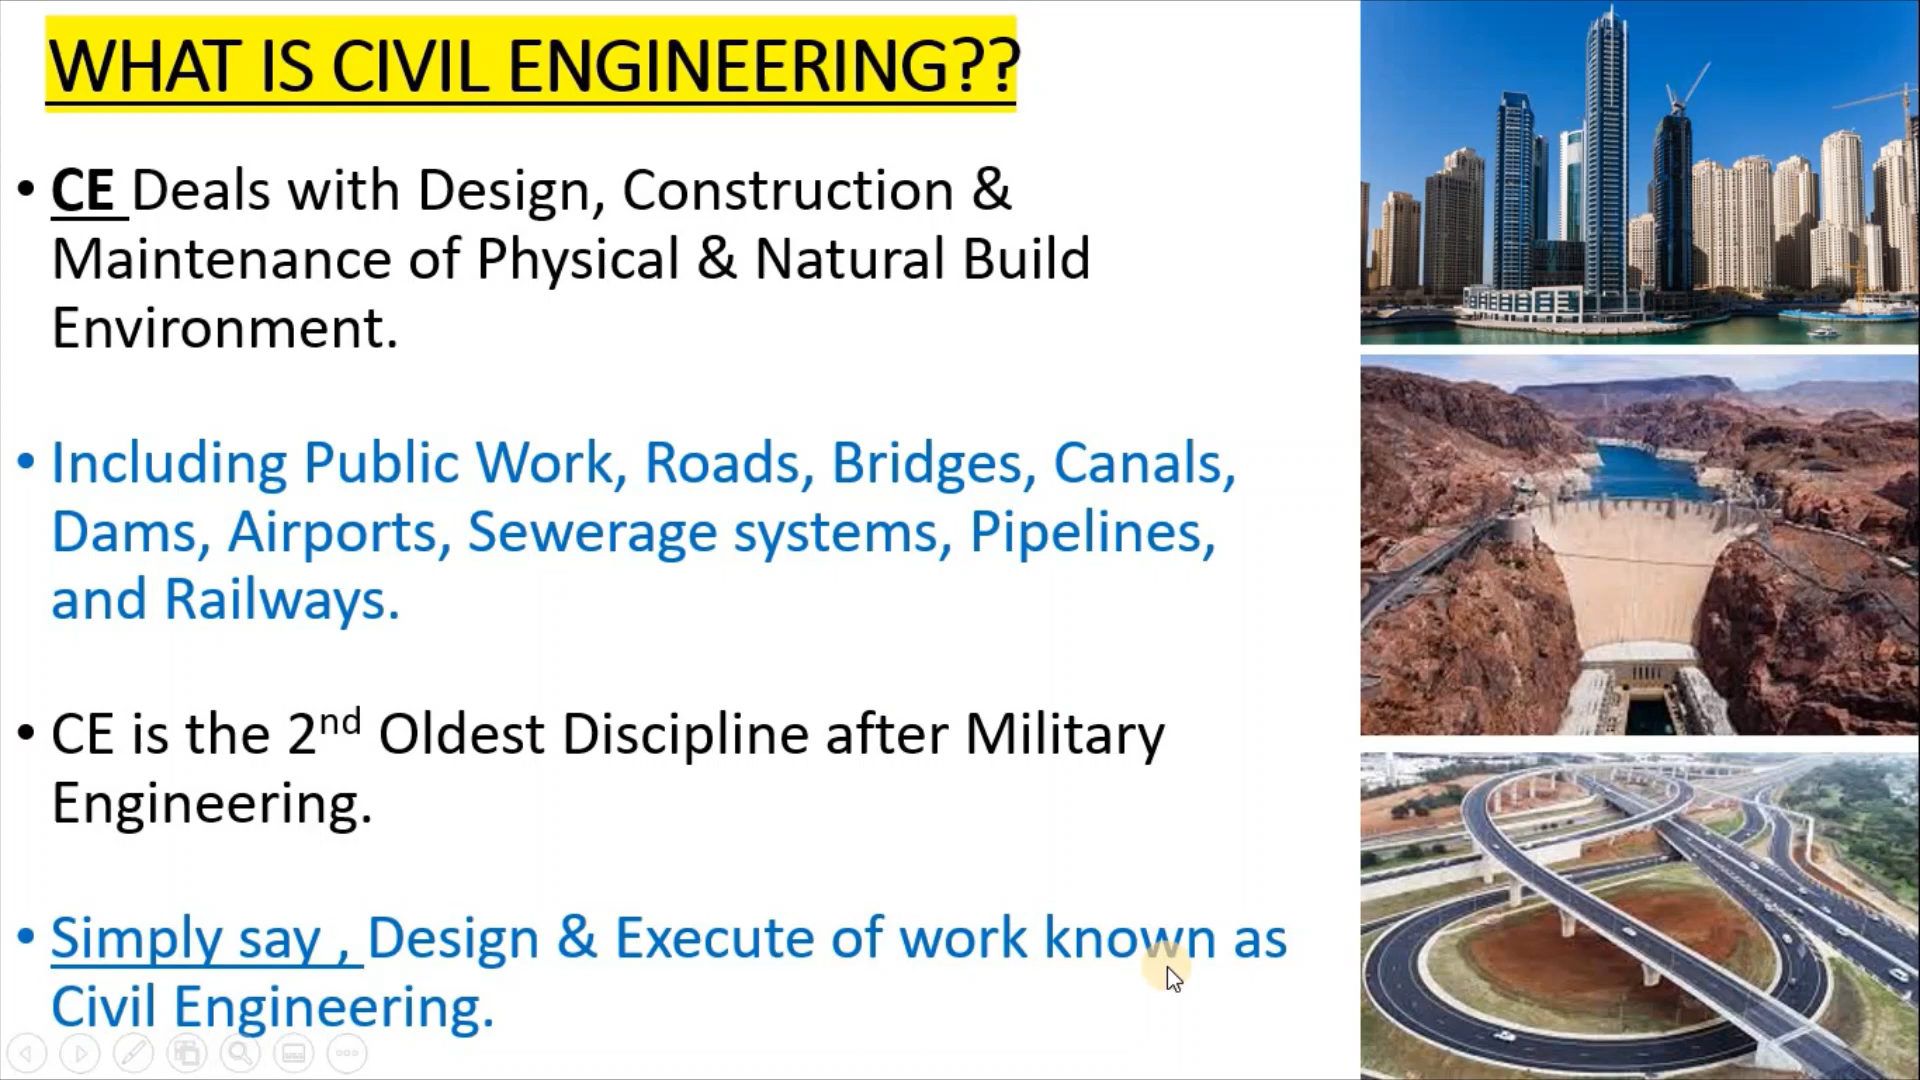 WHAT IS CIVIL ENGINEERING??
• CE Deals with Design, Construction &
Maintenance of Physical & Natural Build
Environment.
• Including Public Work, Roads, Bridges, Canals,
Dams, Airports, Sewerage systems, Pipelines,
and Railways.
• CE is the 2nd Oldest Discipline after Military
Engineering.
• Simply say , Design & Execute of work known as
Civil Engineering.